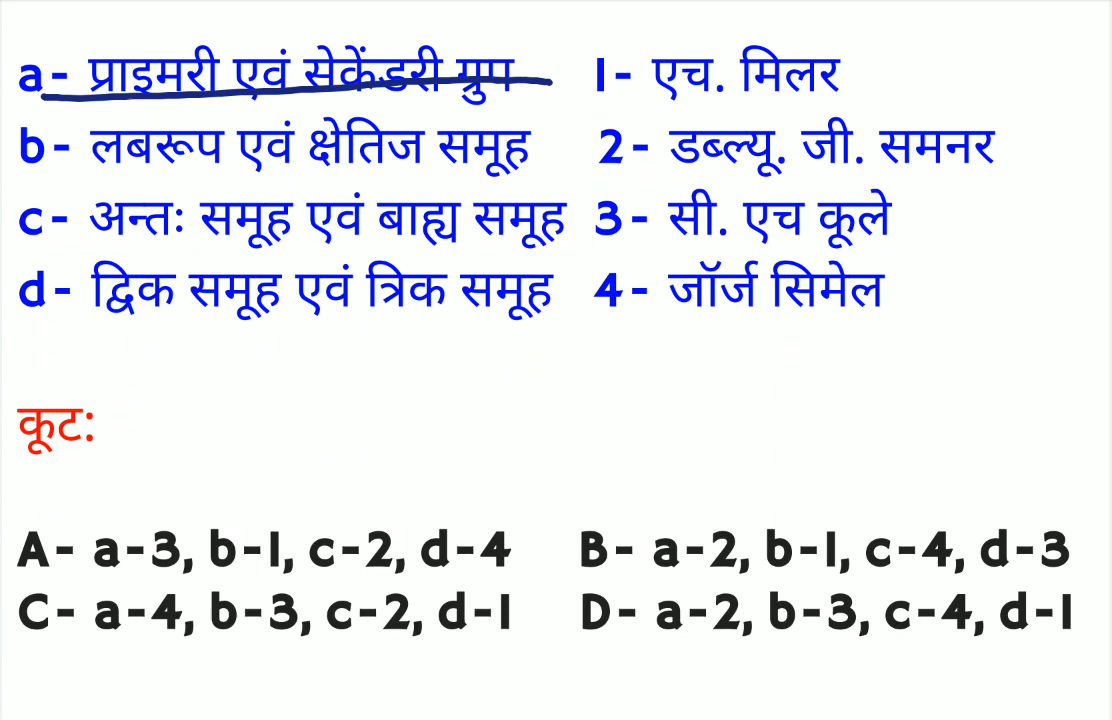 a- प्राइमरी एवं सेकेंडरी ग्रुप 1- एच. मिलर
b- लबरूप एवं क्षेतिज समूह 2- डब्ल्यू. जी. समनर
c- अन्तः समूह एवं बाह्य समूह 3- सी. एच कूले
d- द्विक समूह एवं त्रिक समूह 4- जॉर्ज सिमेल
कूट:
A- a-3, b-1, c-2, d-4 B- a-2, b-1, c-4, d-3
C- a-4, b-3, c-2, d-1 D- a-2, b-3, c-4, d-1